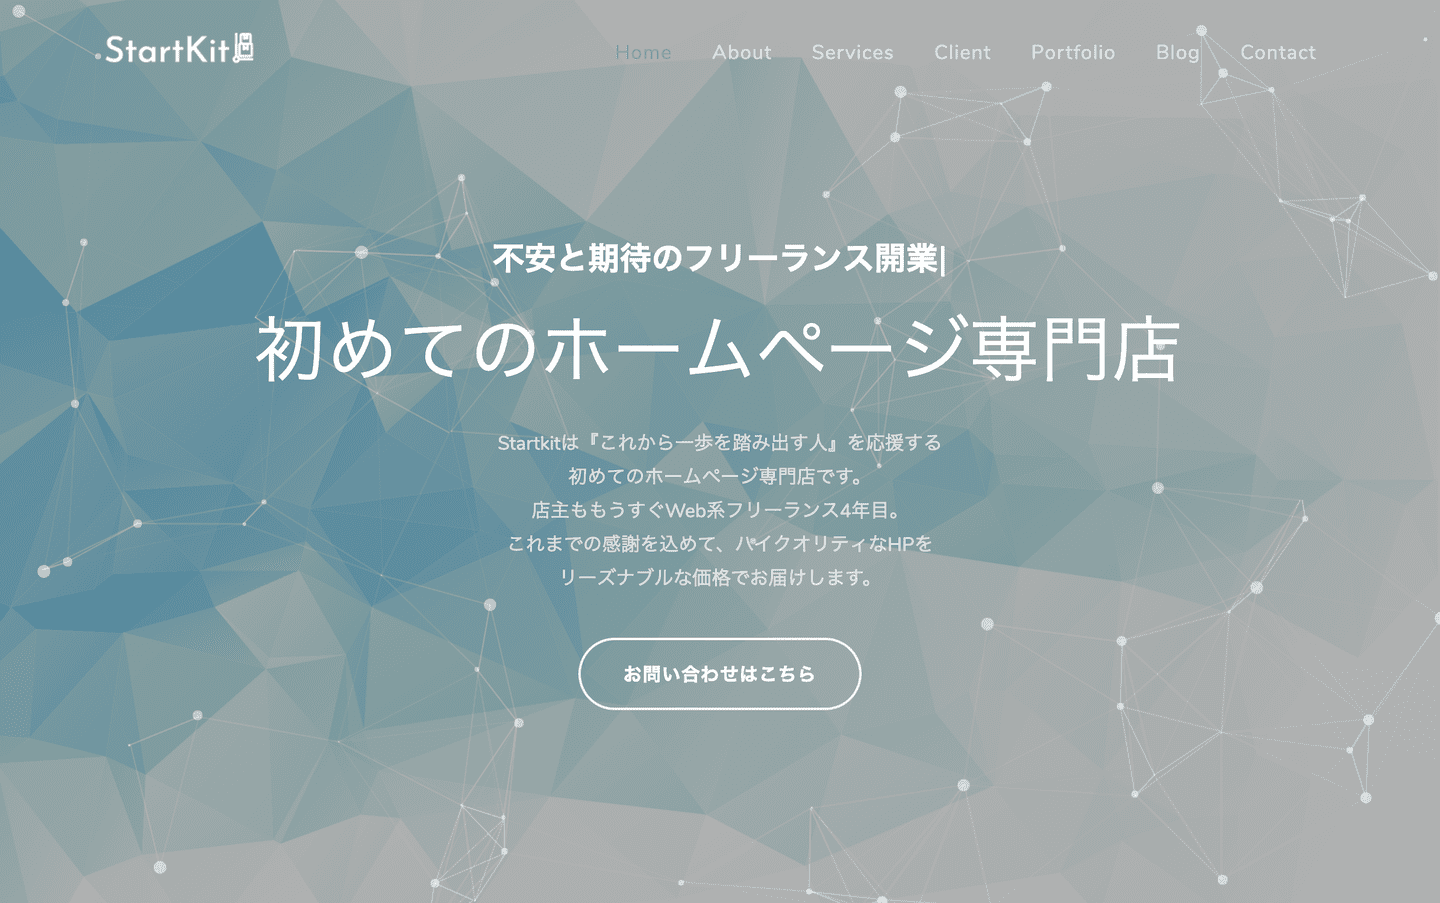 StartKit
Home About Services Client Portfolio Blog Contact
不安と期待のフリーランス開業|
初めてのホームページ専門店
Startkitは『これから一歩を踏み出す人』を応援する
初めてのホームページ専門店です。
店主ももうすぐWeb系フリーランス4年目。
これまでの感謝を込めて、ハイクオリティなHPを
リーズナブルな価格でお届けします。
お問い合わせはこちら